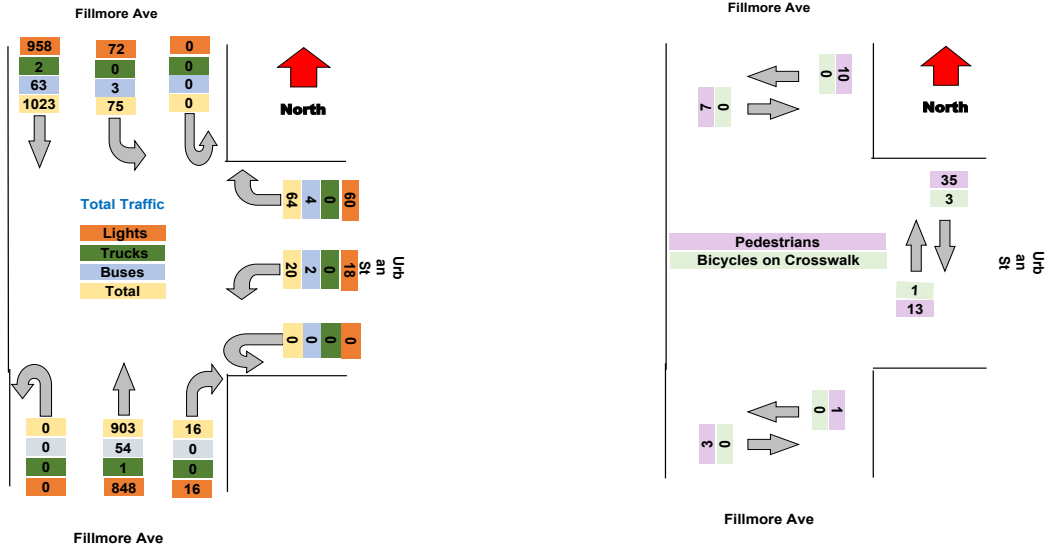 Fillmore Ave
958 72 0
2 0 0
63 3 0
1023 75 0
North
64 4 0 60
Total Traffic
Lights
Trucks
Buses
Total
20 2 0 18
Urb
an
St
0 0 0 0
0 903 16
0 54 0
0 1 0
0 848 16
Fillmore Ave
Fillmore Ave
0 10
7 0
North
35
3
Pedestrians
Bicycles on Crosswalk
Urb
an
St
1
13
0 1
3 0
Fillmore Ave